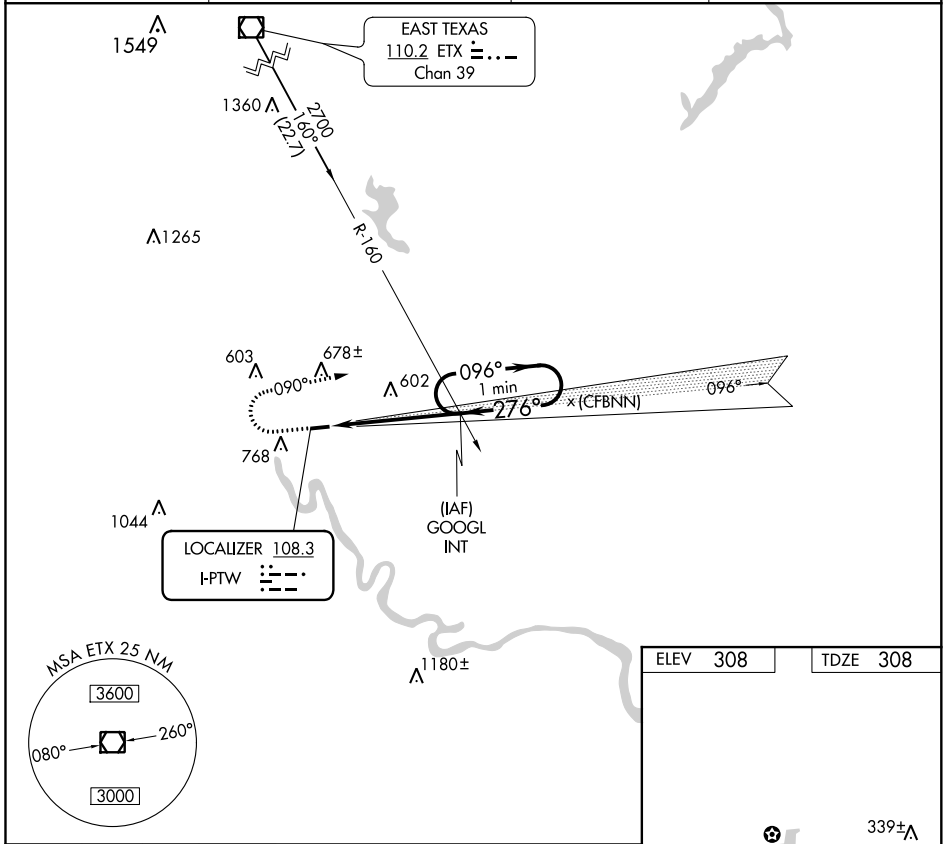 1549
EAST TEXAS
110.2 ETX
Chan 39
1360
2700
160°
(22.7)
R-160
1265
603
678±
090°
602
096°
1 min
276°
x (CFBNN)
096°
768
(IAF)
GOOGL
INT
1044
LOCALIZER 108.3
I-PTW
1180±
MSA ETX 25 NM
3600
080°
260°
3000
ELEV 308
TDZE 308
339±